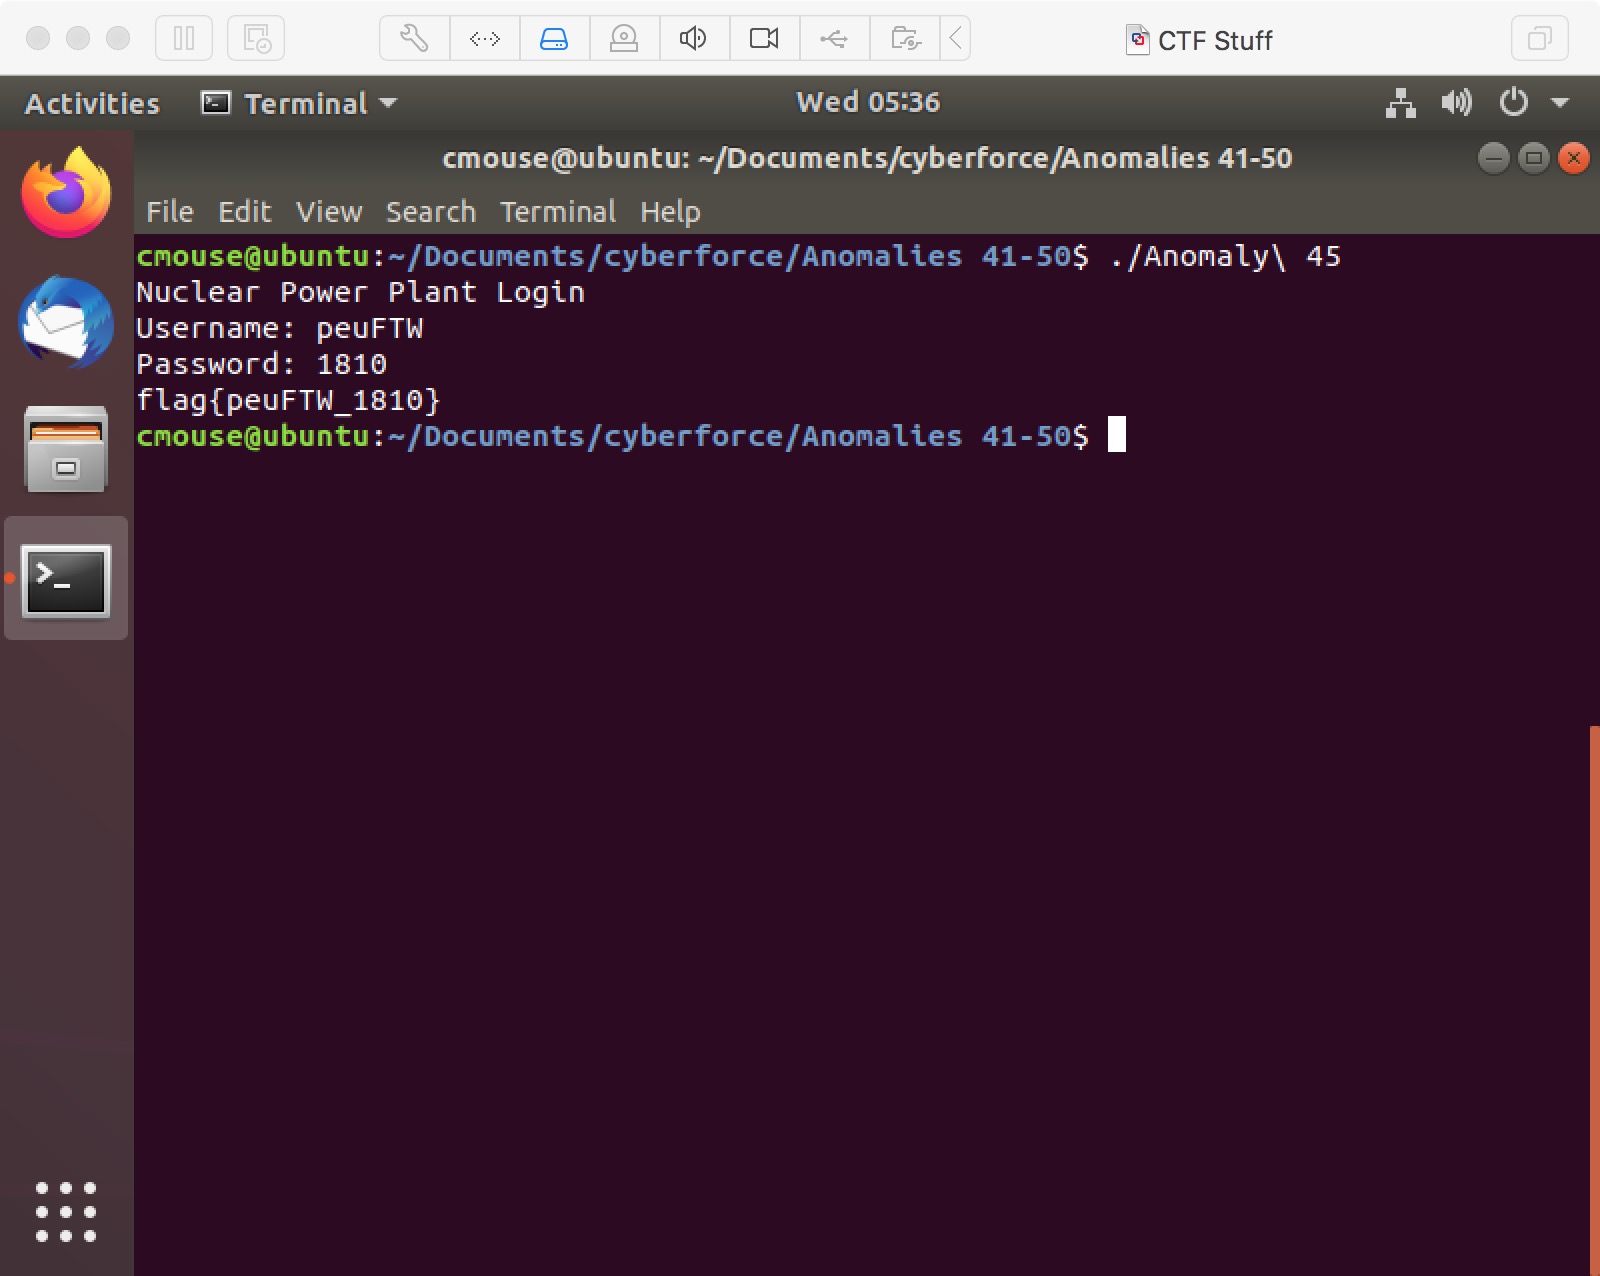 CTF Stuff
Activities Terminal Wed 05:36
cmouse@ubuntu: ~/Documents/cyberforce/Anomalies 41-50
File Edit View Search Terminal Help
cmouse@ubuntu:~/Documents/cyberforce/Anomalies 41-50$ ./Anomaly\ 45
Nuclear Power Plant Login
Username: peuFTW
Password: 1810
flag{peuFTW_1810}
cmouse@ubuntu:~/Documents/cyberforce/Anomalies 41-50$